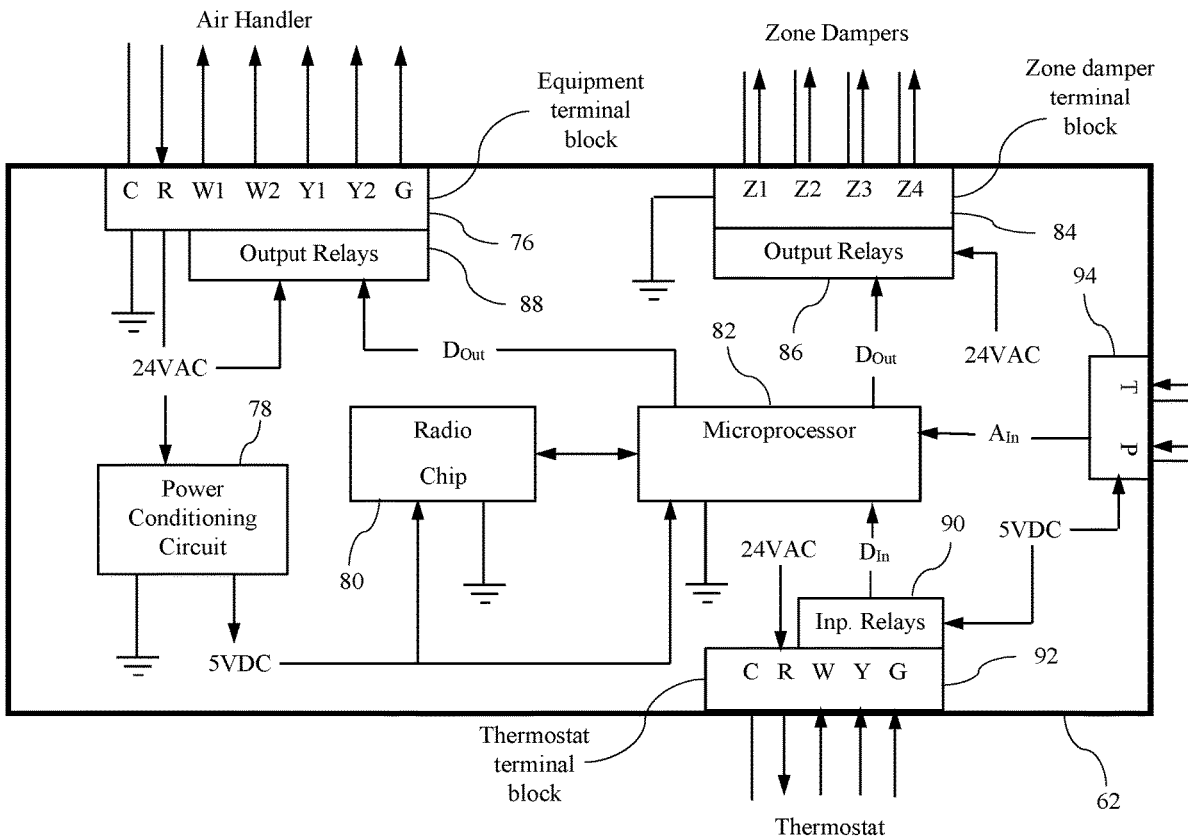 Air Handler
Zone Dampers
Equipment
terminal
block
Zone damper
terminal
block
C R W1 W2 Y1 Y2 G
Z1 Z2 Z3 Z4
76
84
Output Relays
Output Relays
88
86
94
24VAC
DOut
82
DOut
24VAC
T
P
78
Radio
Chip
Microprocessor
AIn
Power
Conditioning
Circuit
80
24VAC
DIn
90
5VDC
Inp. Relays
5VDC
C R W Y G
92
Thermostat
terminal
block
62
Thermostat